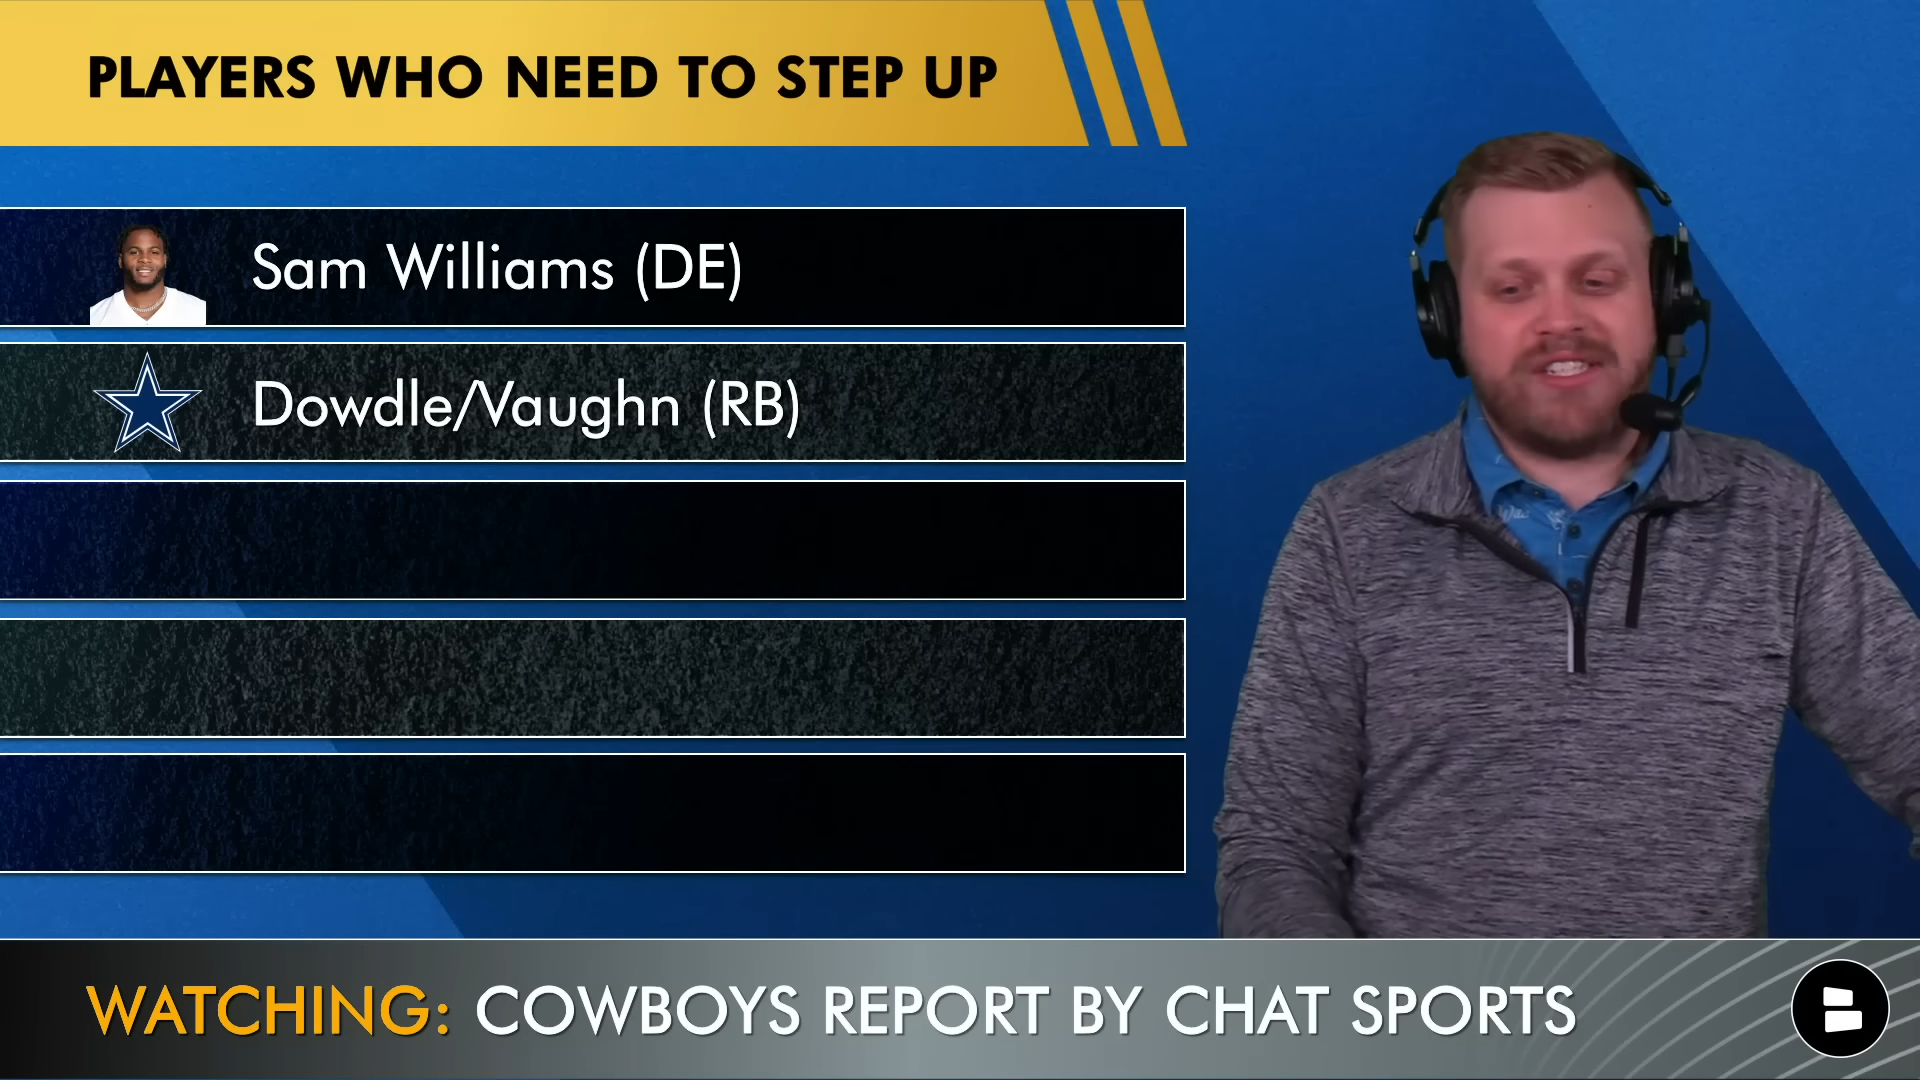 PLAYERS WHO NEED TO STEP UP
Sam Williams (DE)
Dowdle/Vaughn (RB)
WATCHING: COWBOYS REPORT BY CHAT SPORTS